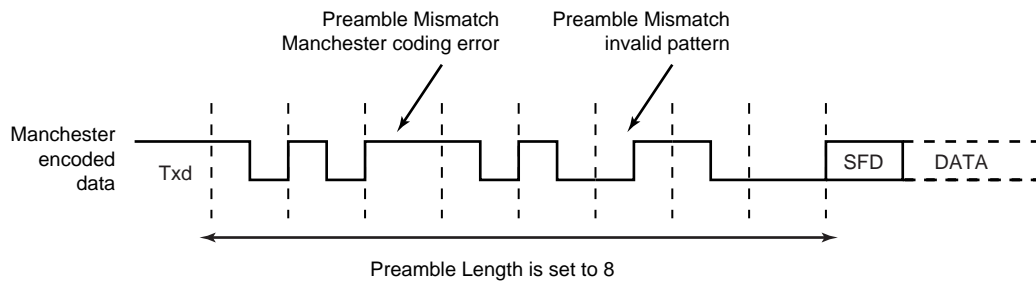 Preamble Mismatch
Manchester coding error
Preamble Mismatch
invalid pattern
Manchester
encoded
data
Txd
SFD
DATA
Preamble Length is set to 8